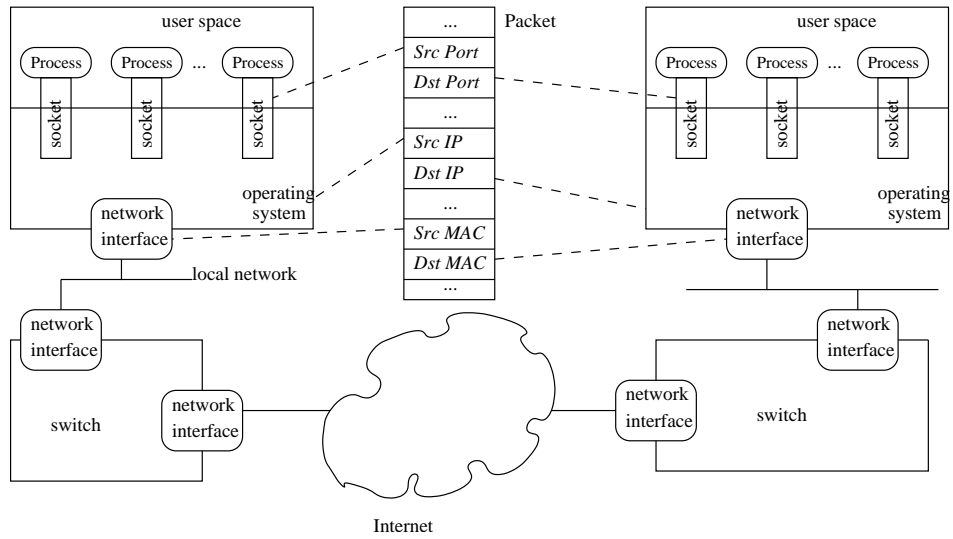 user space
Process
Process
...
Process
socket
socket
socket
operating
system
network
interface
local network
network
interface
switch
network
interface
Packet
...
Src Port
Dst Port
...
Src IP
Dst IP
...
Src MAC
Dst MAC
...
Internet
user space
Process
Process
...
Process
socket
socket
socket
operating
system
network
interface
network
interface
network
interface
switch